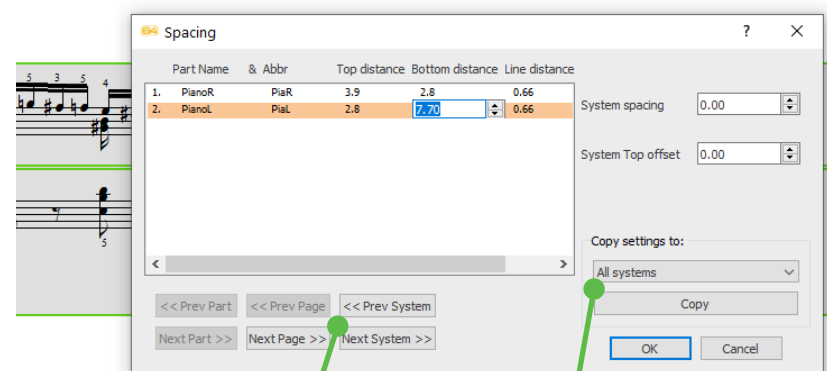 64 Spacing ?
Part Name & Abbr Top distance Bottom distance Line distance
1. PianoR PiaR 3.9 2.8 0.66
2. PianoL PiaL 2.8 7.70 0.66
System spacing 0.00
System Top offset 0.00
Copy settings to:
All systems
Copy
<< Prev Part << Prev Page << Prev System
Next Part >> Next Page >> Next System >>
OK Cancel
5 3 5 4
5